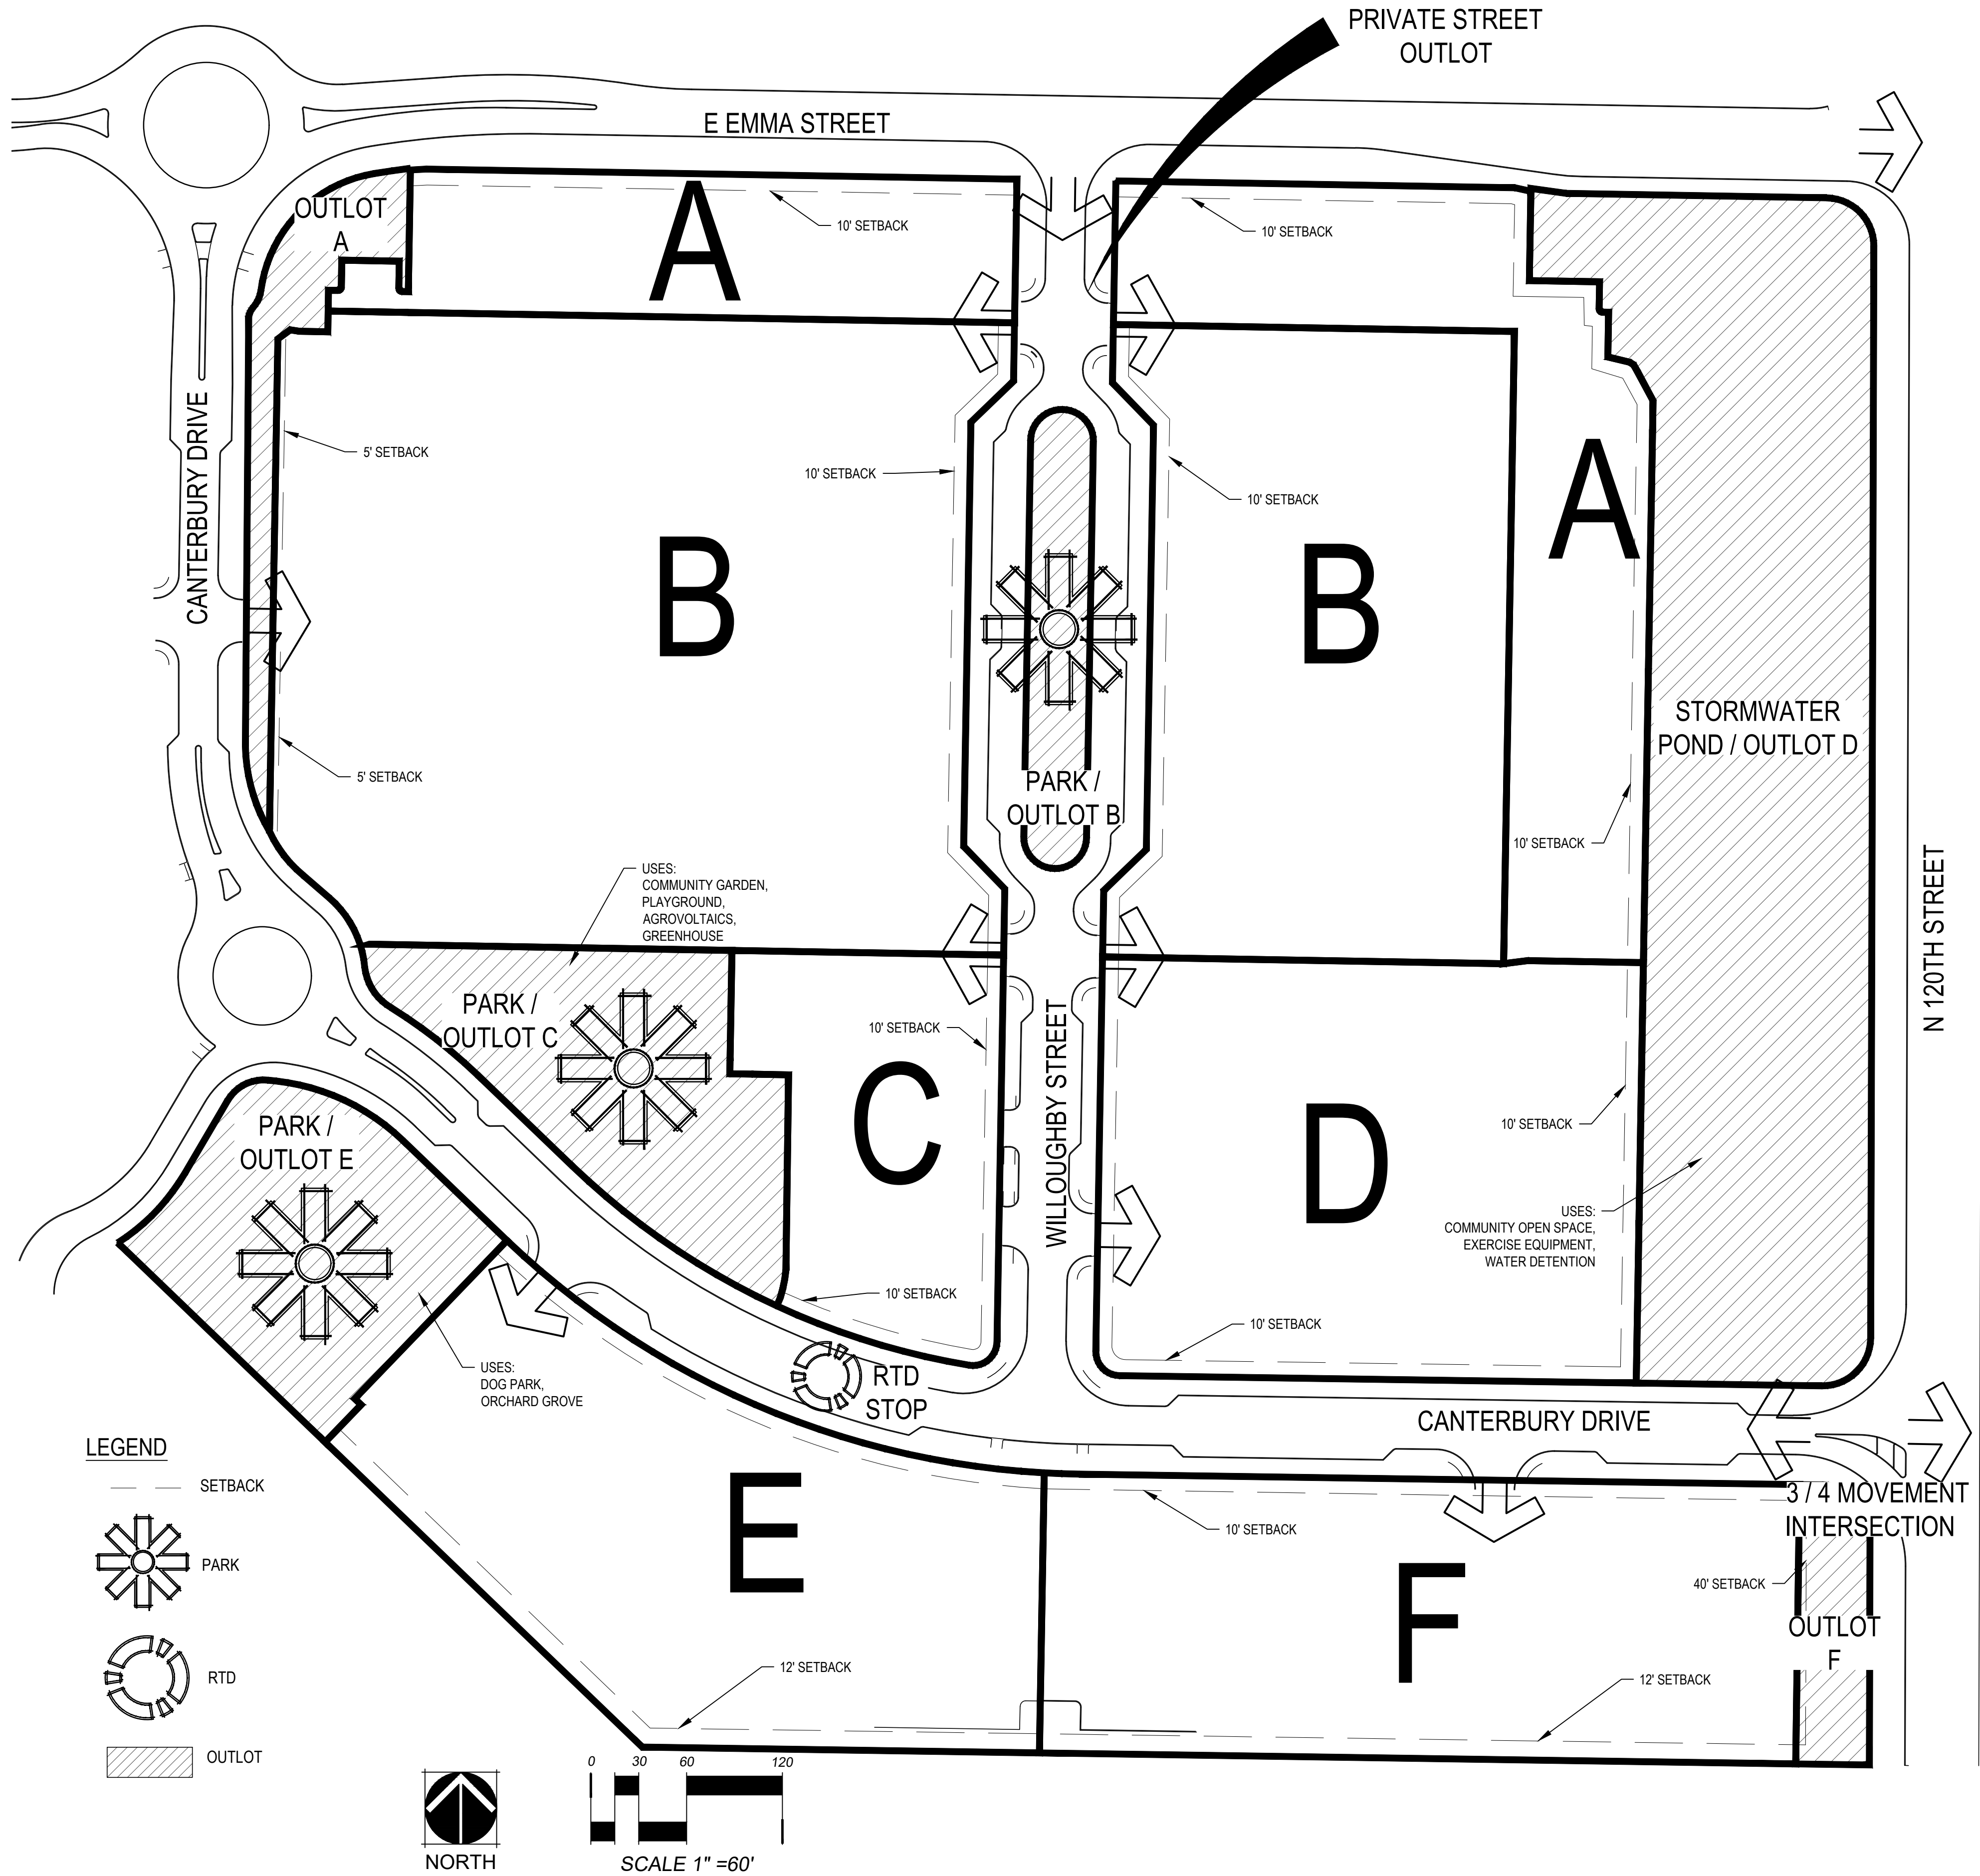 PRIVATE STREET
OUTLOT
E EMMA STREET
OUTLOT
A
A
10' SETBACK
10' SETBACK
CANTERBURY DRIVE
5' SETBACK
10' SETBACK
10' SETBACK
A
B
B
STORMWATER
POND / OUTLOT D
5' SETBACK
PARK /
OUTLOT B
10' SETBACK
N 120TH STREET
USES:
COMMUNITY GARDEN,
PLAYGROUND,
AGROVOLTAICS,
GREENHOUSE
PARK /
OUTLOT C
10' SETBACK
WILLOUGHBY STREET
C
D
10' SETBACK
PARK /
OUTLOT E
USES:
COMMUNITY OPEN SPACE,
EXERCISE EQUIPMENT,
WATER DETENTION
10' SETBACK
10' SETBACK
USES:
DOG PARK,
ORCHARD GROVE
RTD
STOP
CANTERBURY DRIVE
3 / 4 MOVEMENT
INTERSECTION
E
10' SETBACK
F
40' SETBACK
OUTLOT
F
12' SETBACK
12' SETBACK
LEGEND
SETBACK
PARK
RTD
OUTLOT
NORTH
0 30 60 120
SCALE 1" =60'